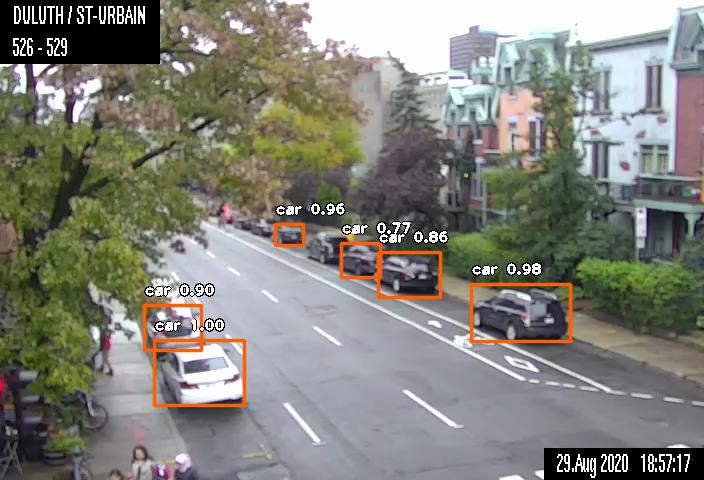 DULUTH / ST-URBAIN
526 - 529
car 0.96
car 0.77
car 0.86
car 0.98
car 0.90
car 1.00
29.Aug 2020 18:57:17